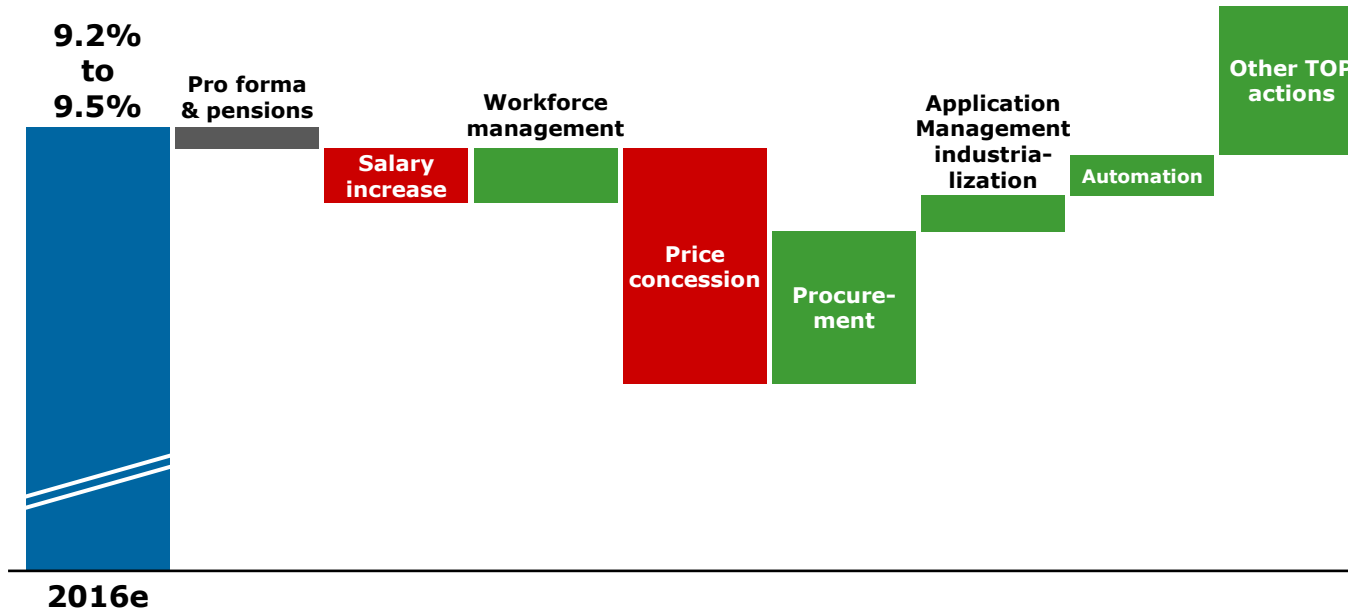 9.2%
to
9.5%
Pro forma
& pensions
Salary
increase
Workforce
management
Price
concession
Procure-
ment
Application
Management
industria-
lization
Automation
Other TOP
actions
2016e